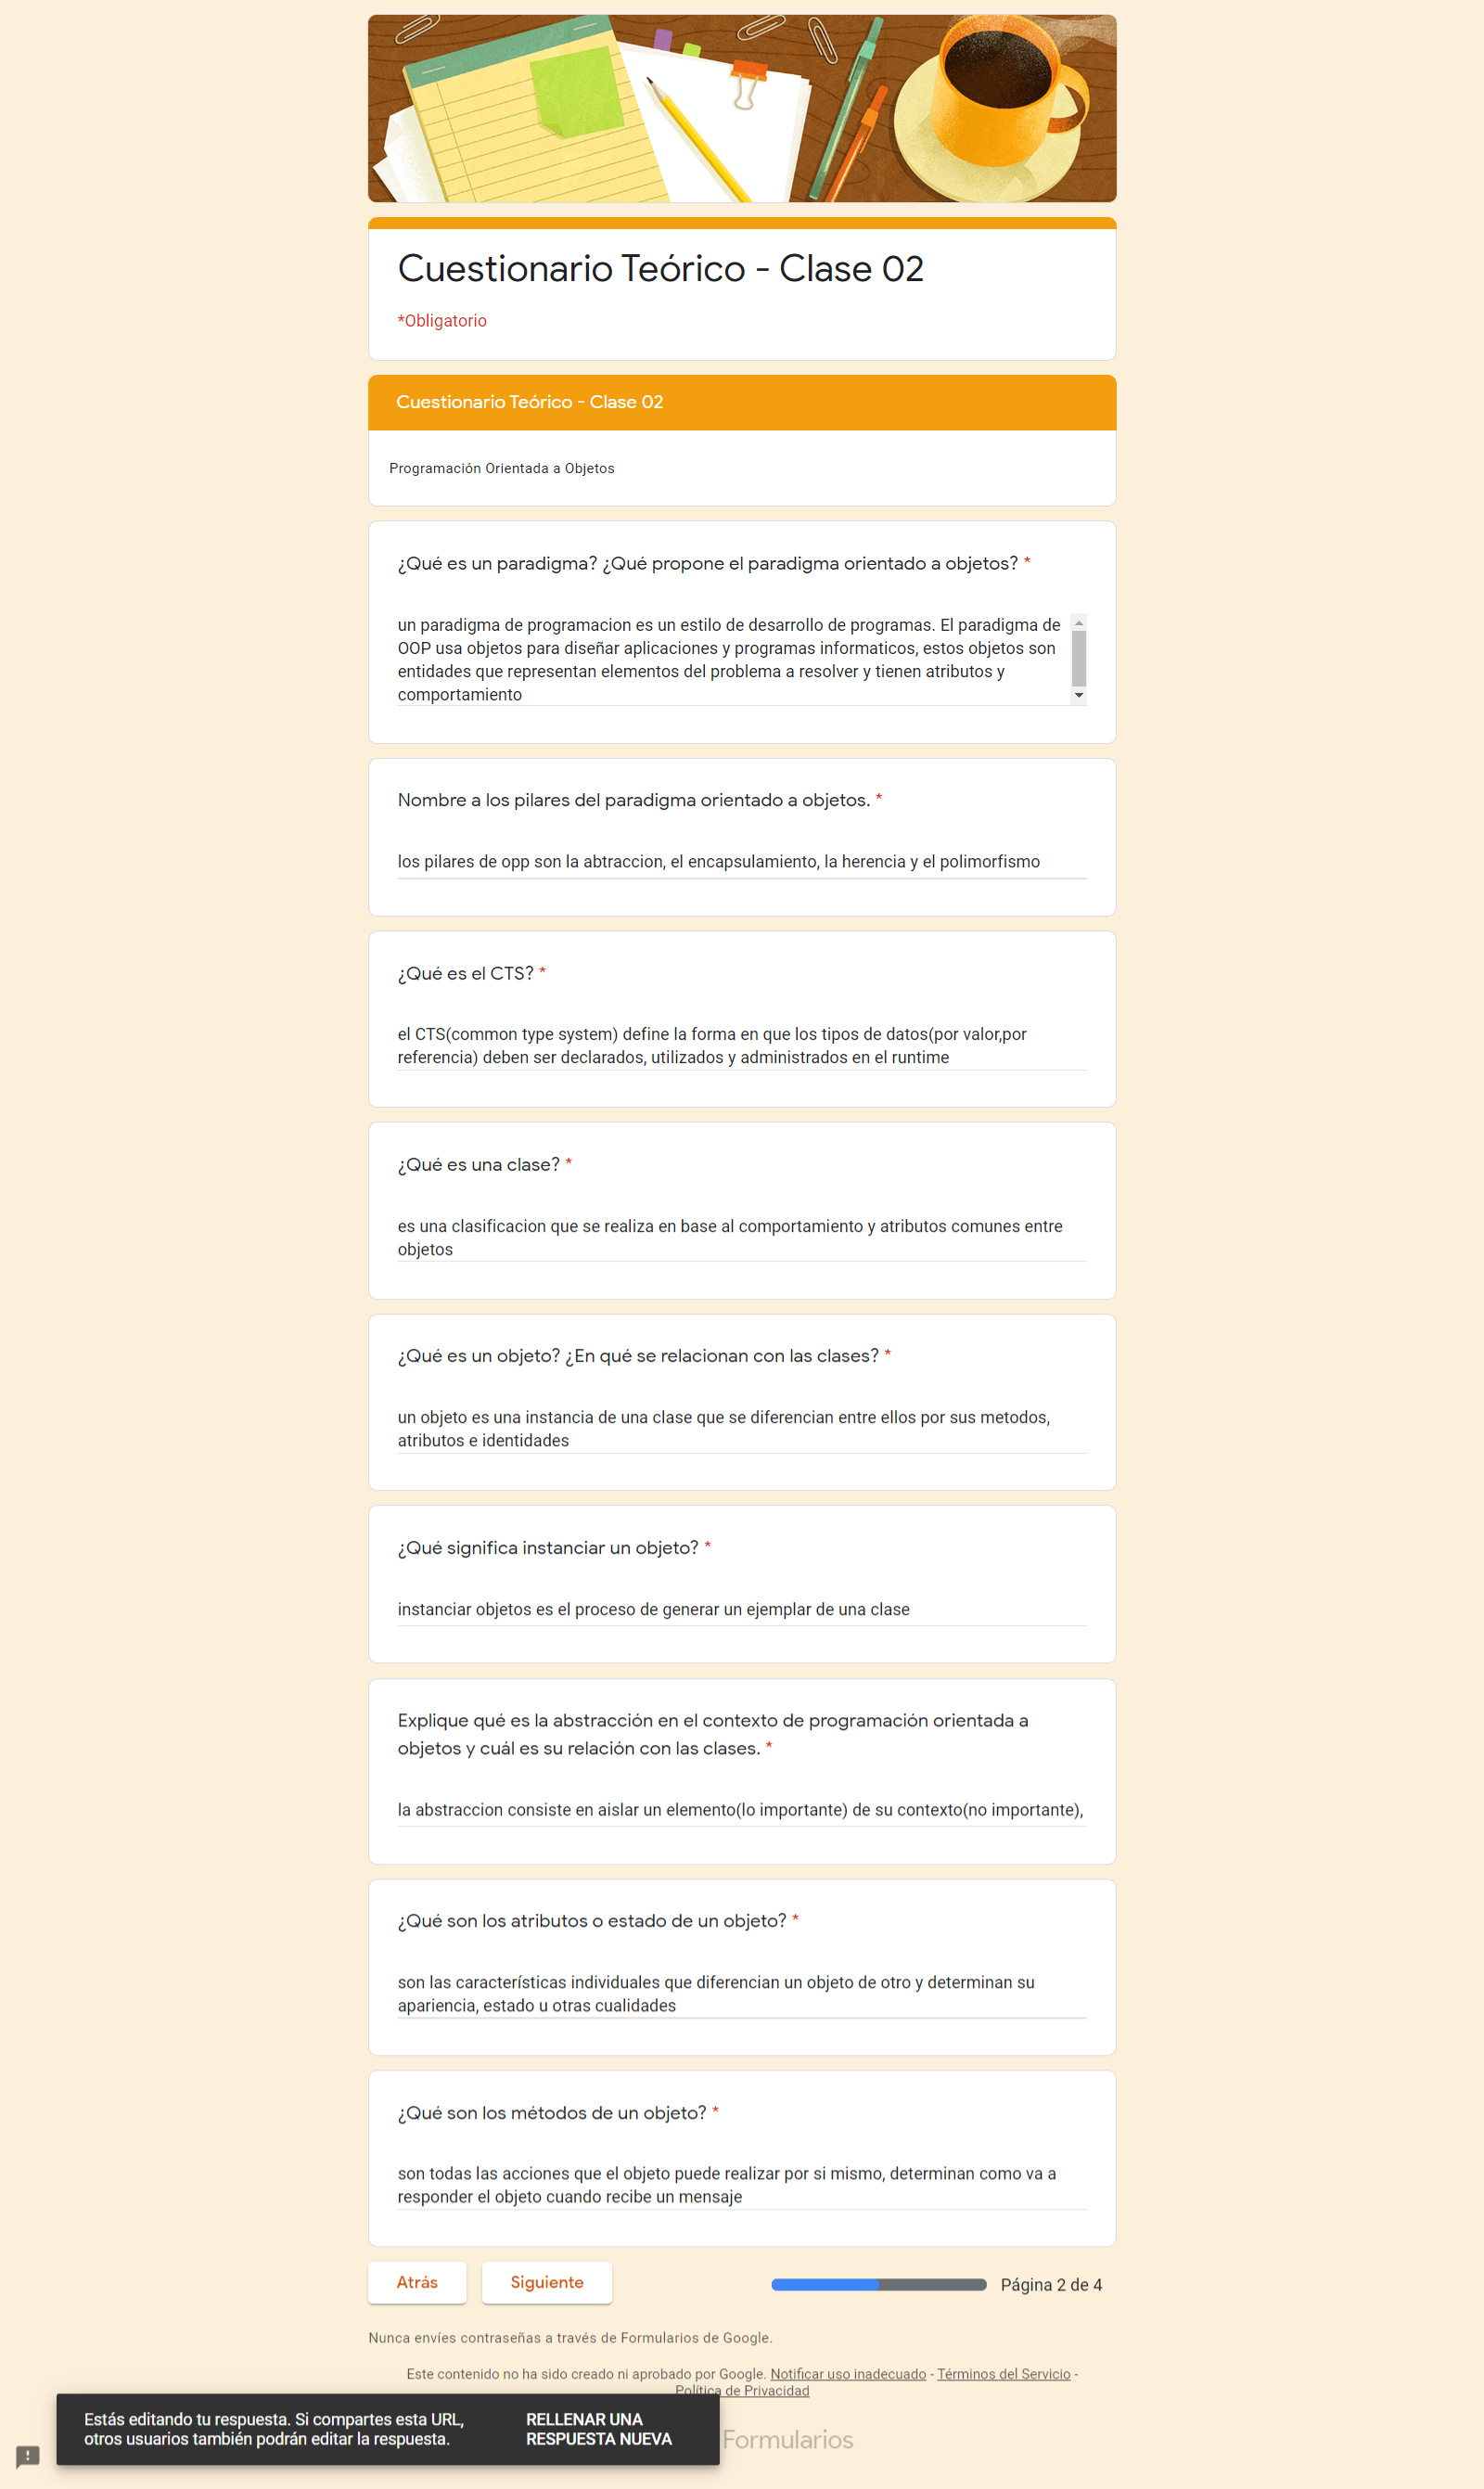 Cuestionario Teórico - Clase 02
*Obligatorio
Cuestionario Teórico - Clase 02
Programación Orientada a Objetos
¿Qué es un paradigma? ¿Qué propone el paradigma orientado a objetos? *
un paradigma de programacion es un estilo de desarrollo de programas. El paradigma de
OOP usa objetos para diseñar aplicaciones y programas informaticos, estos objetos son
entidades que representan elementos del problema a resolver y tienen atributos y
comportamiento
Nombre a los pilares del paradigma orientado a objetos. *
los pilares de opp son la abtraccion, el encapsulamiento, la herencia y el polimorfismo
¿Qué es el CTS? *
el CTS(common type system) define la forma en que los tipos de datos(por valor,por
referencia) deben ser declarados, utilizados y administrados en el runtime
¿Qué es una clase? *
es una clasificacion que se realiza en base al comportamiento y atributos comunes entre
objetos
¿Qué es un objeto? ¿En qué se relacionan con las clases? *
un objeto es una instancia de una clase que se diferencian entre ellos por sus metodos,
atributos e identidades
¿Qué significa instanciar un objeto? *
instanciar objetos es el proceso de generar un ejemplar de una clase
Explique qué es la abstracción en el contexto de programación orientada a
objetos y cuál es su relación con las clases. *
la abstraccion consiste en aislar un elemento(lo importante) de su contexto(no importante),
¿Qué son los atributos o estado de un objeto? *
son las características individuales que diferencian un objeto de otro y determinan su
apariencia, estado u otras cualidades
¿Qué son los métodos de un objeto? *
son todas las acciones que el objeto puede realizar por si mismo, determinan como va a
responder el objeto cuando recibe un mensaje
Atrás
Siguiente
Página 2 de 4
Nunca envíes contraseñas a través de Formularios de Google.
Este contenido no ha sido creado ni aprobado por Google. Notificar uso inadecuado - Términos del Servicio -
Política de Privacidad
Formularios
Estás editando tu respuesta. Si compartes esta URL,
otros usuarios también podrán editar la respuesta.
RELLENAR UNA
RESPUESTA NUEVA